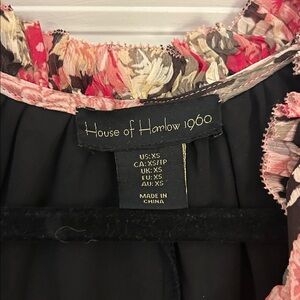 House of Harlow 1960
US: XS
CA: XS/TP
UK: XS
EU: XS
AU: XS
MADE IN
CHINA